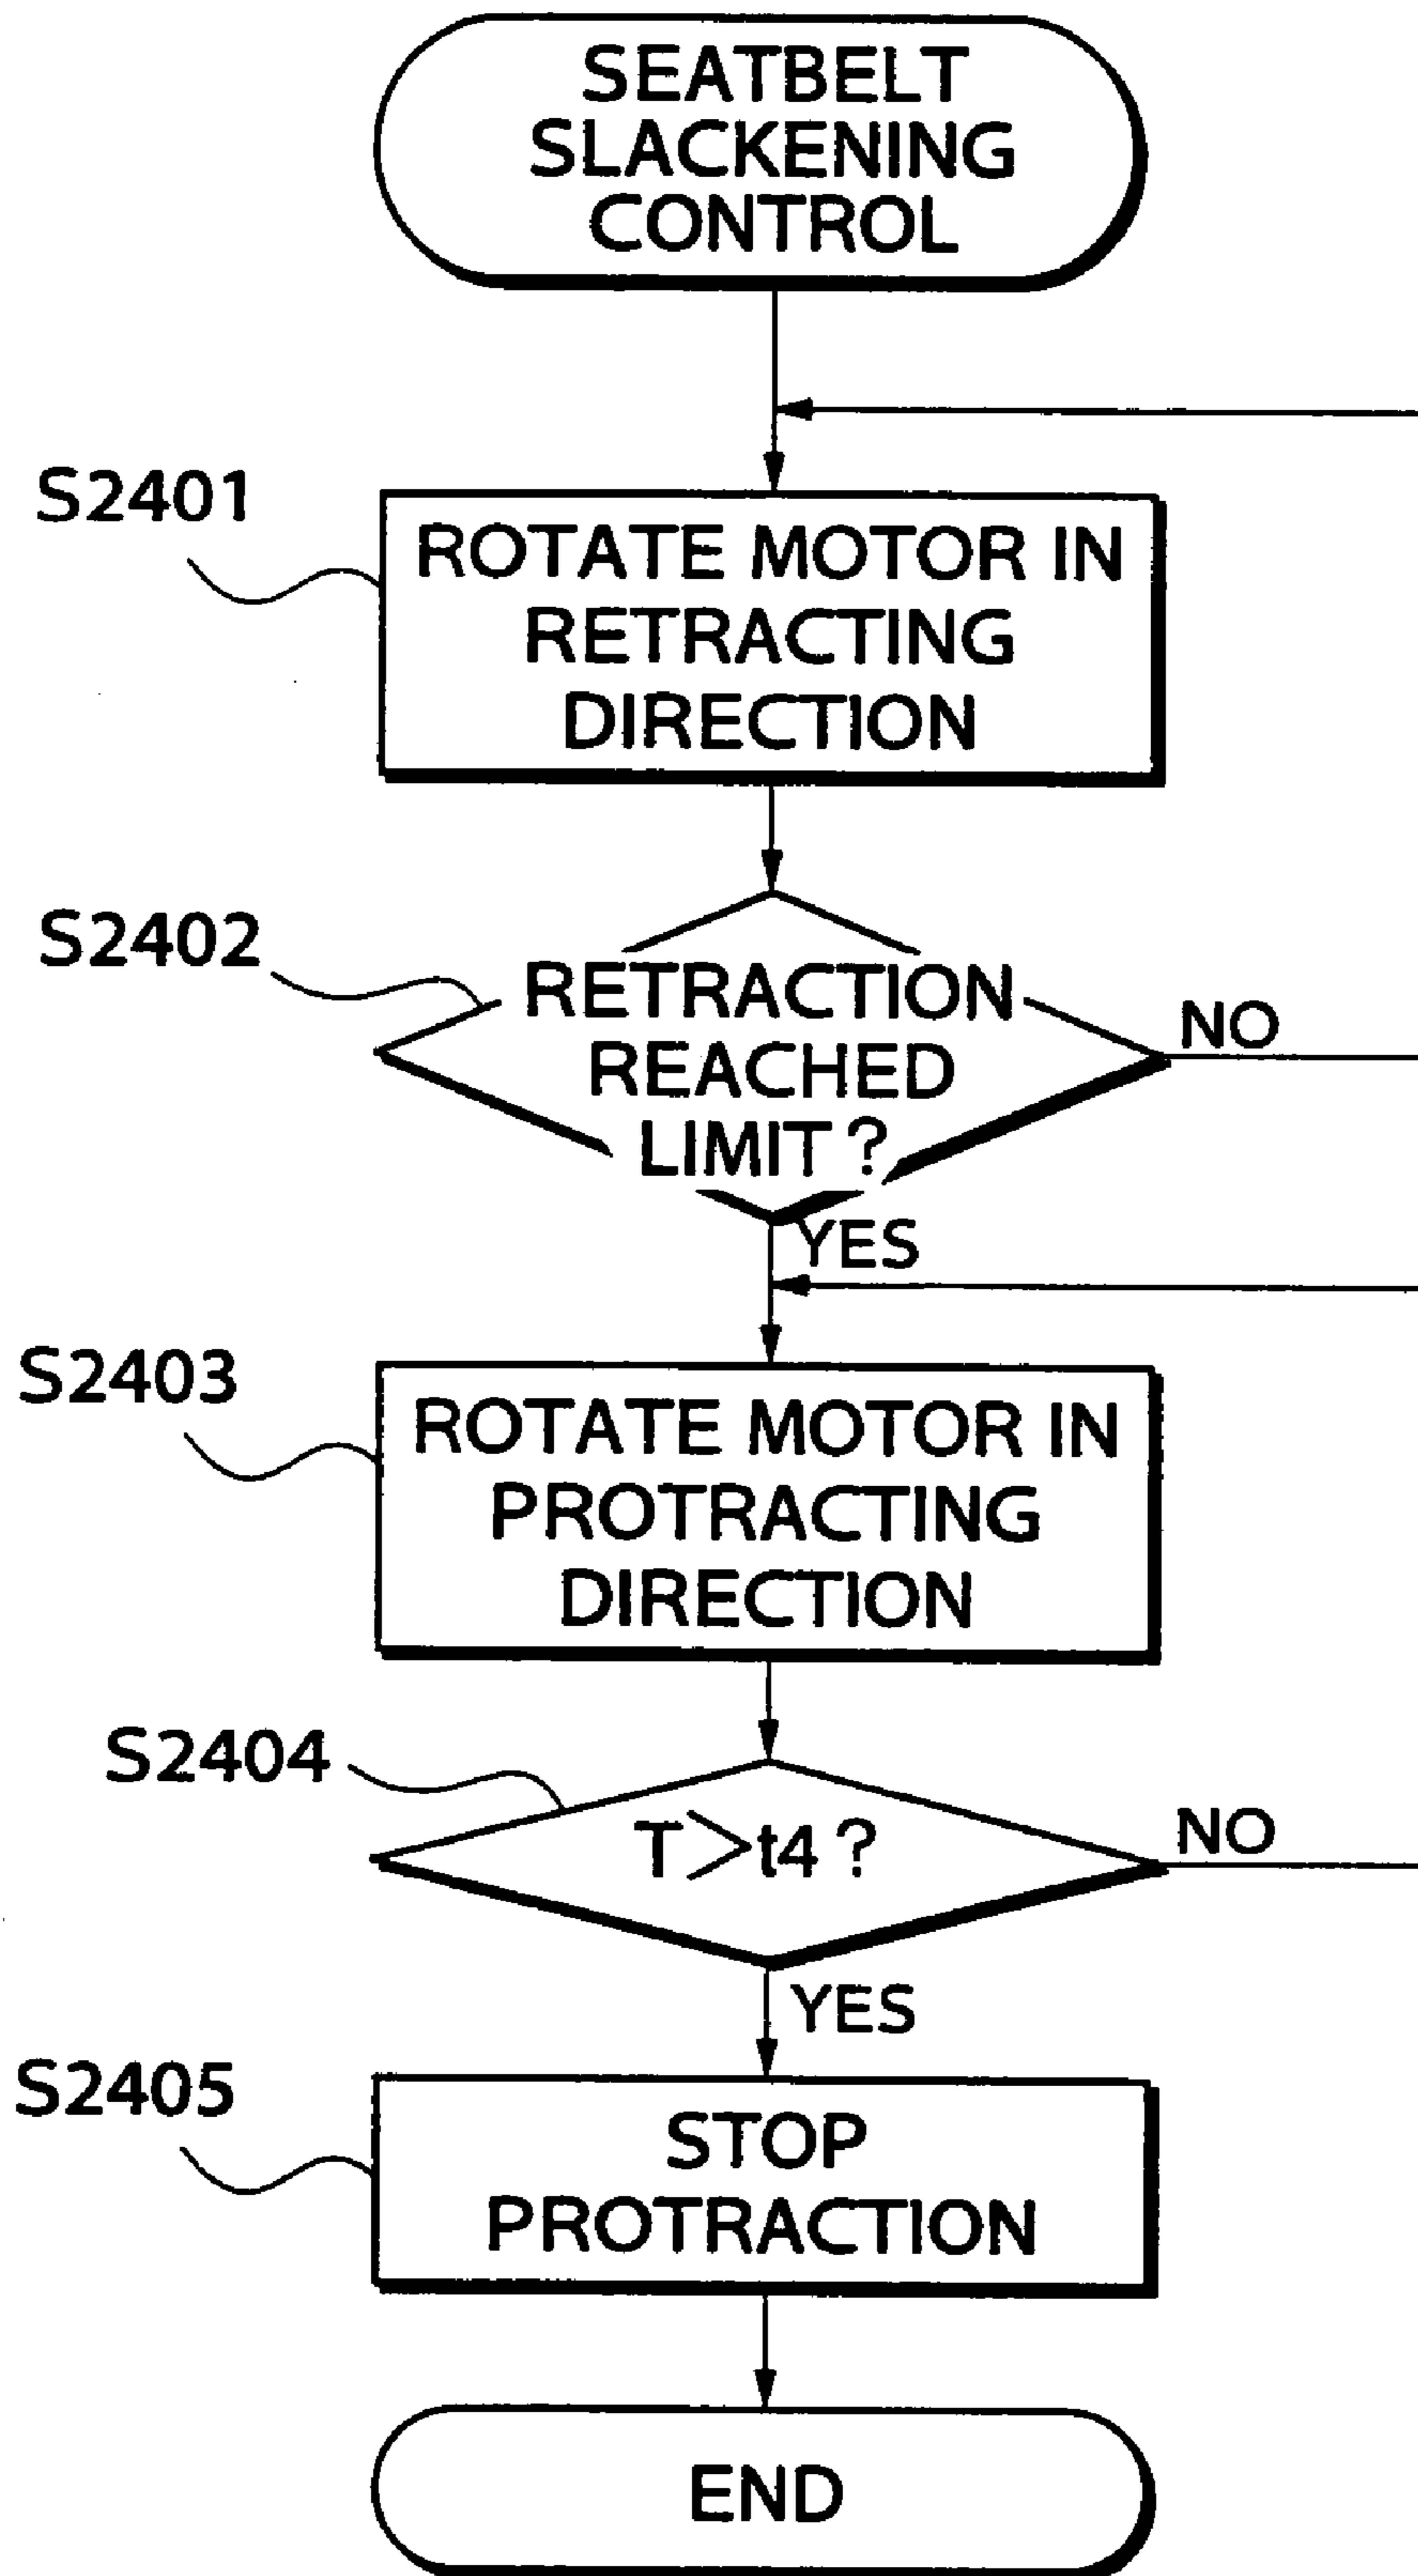 SEATBELT
SLACKENING
CONTROL
S2401
ROTATE MOTOR IN
RETRACTING
DIRECTION
S2402
RETRACTION
REACHED
LIMIT?
NO
YES
S2403
ROTATE MOTOR IN
PROTRACTING
DIRECTION
S2404
T>t4?
NO
YES
S2405
STOP
PROTRACTION
END